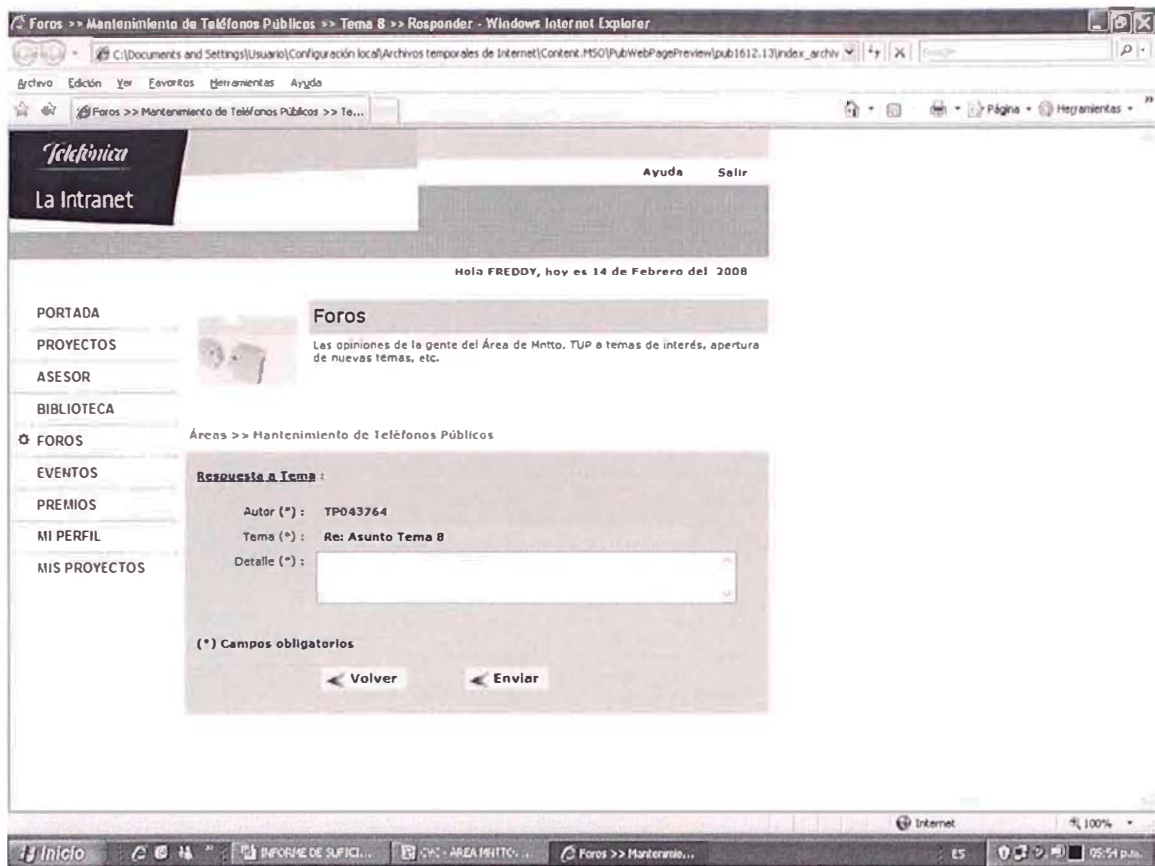 Foros >> Mantenimiento de Teléfonos Públicos >> Tema 8 >> Responder - Windows Internet Explorer
C:\Documents and Settings\Usuario\Configuración local\Archivos temporales de Internet\Content.MSO\PubWebPagePreview\pub1612.13\index_archiv
Archivo Edición Ver Favoritos Herramientas Ayuda
Foros >> Mantenimiento de Teléfonos Públicos >> Te...
Página Herramientas
Telefónica
La Intranet
Ayuda Salir
Hola FREDDY, hoy es 14 de Febrero del 2008
PORTADA
PROYECTOS
ASESOR
BIBLIOTECA
FOROS
EVENTOS
PREMIOS
MI PERFIL
MIS PROYECTOS
Foros
Las opiniones de la gente del Área de Mntto. TUP a temas de interés, apertura
de nuevas temas, etc.
Áreas >> Mantenimiento de Teléfonos Públicos
Respuesta a Tema :
Autor (*) : TP043764
Tema (*) : Re: Asunto Tema 8
Detalle (*) :
(*) Campos obligatorios
Volver Enviar
Internet 100%
Inicio INFORME DE SUFICI... CVC - AREA MNTTO. ... Foros >> Mantenimie... ES 05:54 p.m.